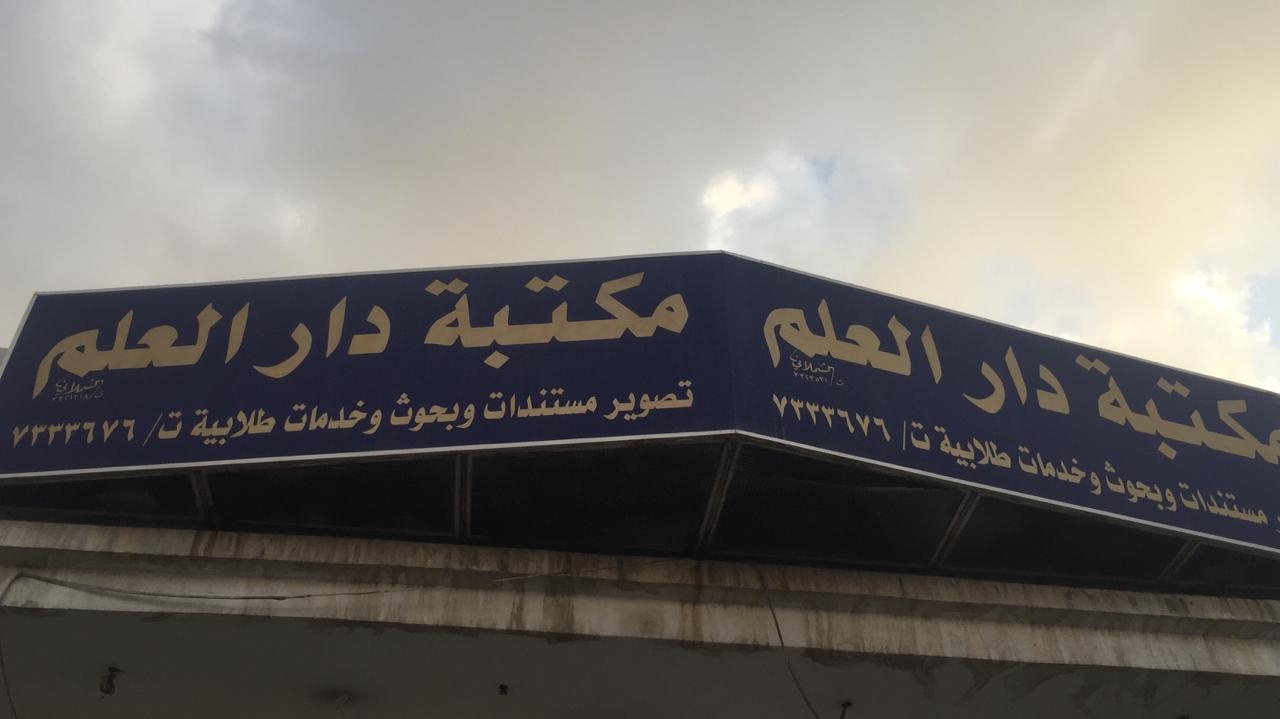 مكتبة دار العلم
تصوير مستندات وبحوث وخدمات طلابية ت/ ٧٣٣٣٦٧٦
مكتبة دار العلم
مستندات وبحوث وخدمات طلابية ت/ ٧٣٣٣٦٧٦